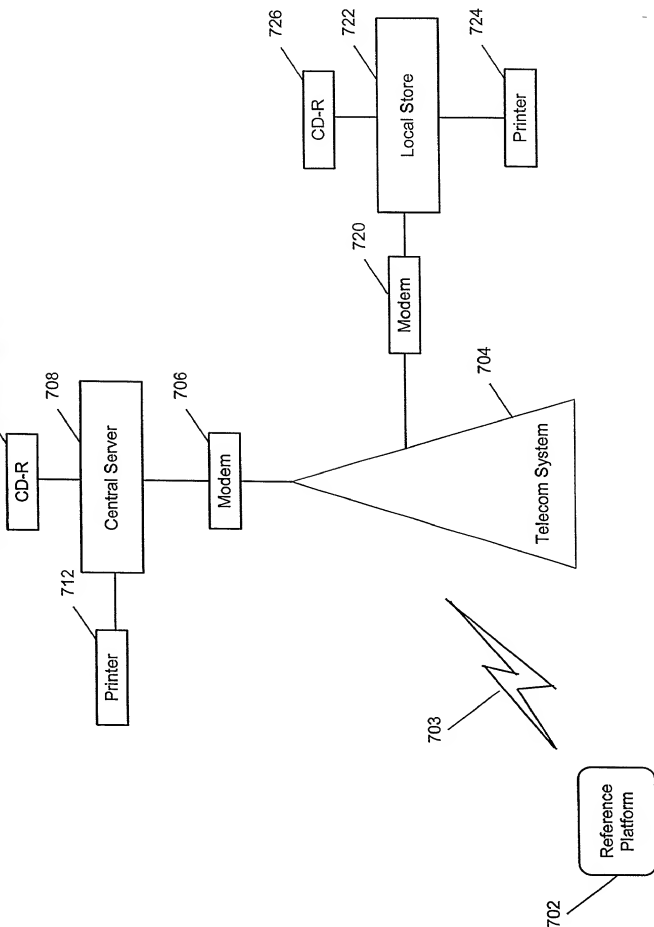 726
CD-R
722
Local Store
724
Printer
720
Modem
704
Telecom System
708
CD-R
Central Server
706
Modem
712
Printer
703
702
Reference
Platform